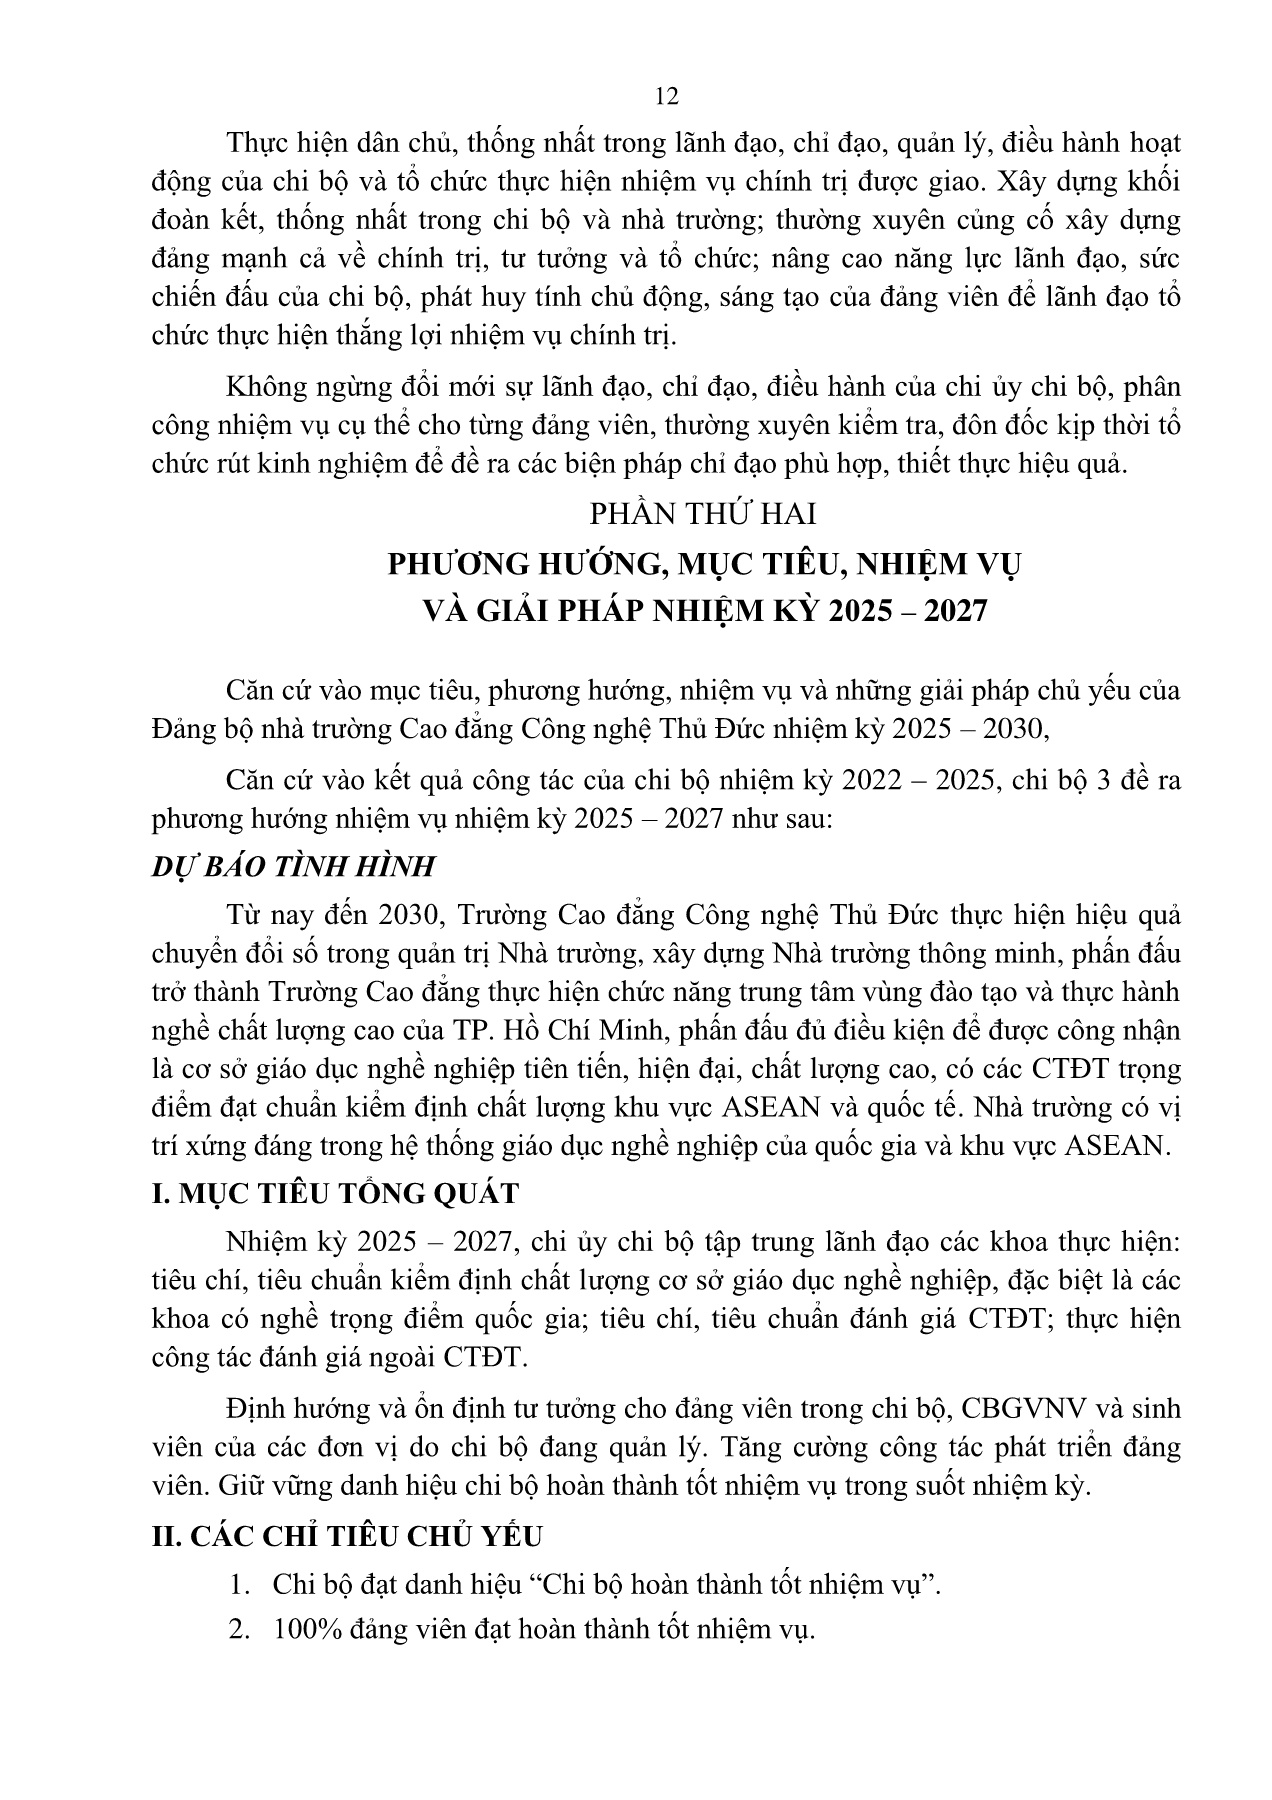 12
Thực hiện dân chủ, thống nhất trong lãnh đạo, chỉ đạo, quản lý, điều hành hoạt
động của chi bộ và tổ chức thực hiện nhiệm vụ chính trị được giao. Xây dựng khối
đoàn kết, thống nhất trong chi bộ và nhà trường; thường xuyên củng cố xây dựng
đảng mạnh cả về chính trị, tư tưởng và tổ chức; nâng cao năng lực lãnh đạo, sức
chiến đấu của chi bộ, phát huy tính chủ động, sáng tạo của đảng viên để lãnh đạo tổ
chức thực hiện thắng lợi nhiệm vụ chính trị.
Không ngừng đổi mới sự lãnh đạo, chỉ đạo, điều hành của chi ủy chi bộ, phân
công nhiệm vụ cụ thể cho từng đảng viên, thường xuyên kiểm tra, đôn đốc kịp thời tổ
chức rút kinh nghiệm để đề ra các biện pháp chỉ đạo phù hợp, thiết thực hiệu quả.
PHẦN THỨ HAI
PHƯƠNG HƯỚNG, MỤC TIÊU, NHIỆM VỤ
VÀ GIẢI PHÁP NHIỆM KỲ 2025 – 2027
Căn cứ vào mục tiêu, phương hướng, nhiệm vụ và những giải pháp chủ yếu của
Đảng bộ nhà trường Cao đẳng Công nghệ Thủ Đức nhiệm kỳ 2025 – 2030,
Căn cứ vào kết quả công tác của chi bộ nhiệm kỳ 2022 – 2025, chi bộ 3 đề ra
phương hướng nhiệm vụ nhiệm kỳ 2025 – 2027 như sau:
DỰ BÁO TÌNH HÌNH
Từ nay đến 2030, Trường Cao đẳng Công nghệ Thủ Đức thực hiện hiệu quả
chuyển đổi số trong quản trị Nhà trường, xây dựng Nhà trường thông minh, phấn đấu
trở thành Trường Cao đẳng thực hiện chức năng trung tâm vùng đào tạo và thực hành
nghề chất lượng cao của TP. Hồ Chí Minh, phấn đấu đủ điều kiện để được công nhận
là cơ sở giáo dục nghề nghiệp tiên tiến, hiện đại, chất lượng cao, có các CTĐT trọng
điểm đạt chuẩn kiểm định chất lượng khu vực ASEAN và quốc tế. Nhà trường có vị
trí xứng đáng trong hệ thống giáo dục nghề nghiệp của quốc gia và khu vực ASEAN.
I. MỤC TIÊU TỔNG QUÁT
Nhiệm kỳ 2025 – 2027, chi ủy chi bộ tập trung lãnh đạo các khoa thực hiện:
tiêu chí, tiêu chuẩn kiểm định chất lượng cơ sở giáo dục nghề nghiệp, đặc biệt là các
khoa có nghề trọng điểm quốc gia; tiêu chí, tiêu chuẩn đánh giá CTĐT; thực hiện
công tác đánh giá ngoài CTĐT.
Định hướng và ổn định tư tưởng cho đảng viên trong chi bộ, CBGVNV và sinh
viên của các đơn vị do chi bộ đang quản lý. Tăng cường công tác phát triển đảng
viên. Giữ vững danh hiệu chi bộ hoàn thành tốt nhiệm vụ trong suốt nhiệm kỳ.
II. CÁC CHỈ TIÊU CHỦ YẾU
1. Chi bộ đạt danh hiệu “Chi bộ hoàn thành tốt nhiệm vụ”.
2. 100% đảng viên đạt hoàn thành tốt nhiệm vụ.